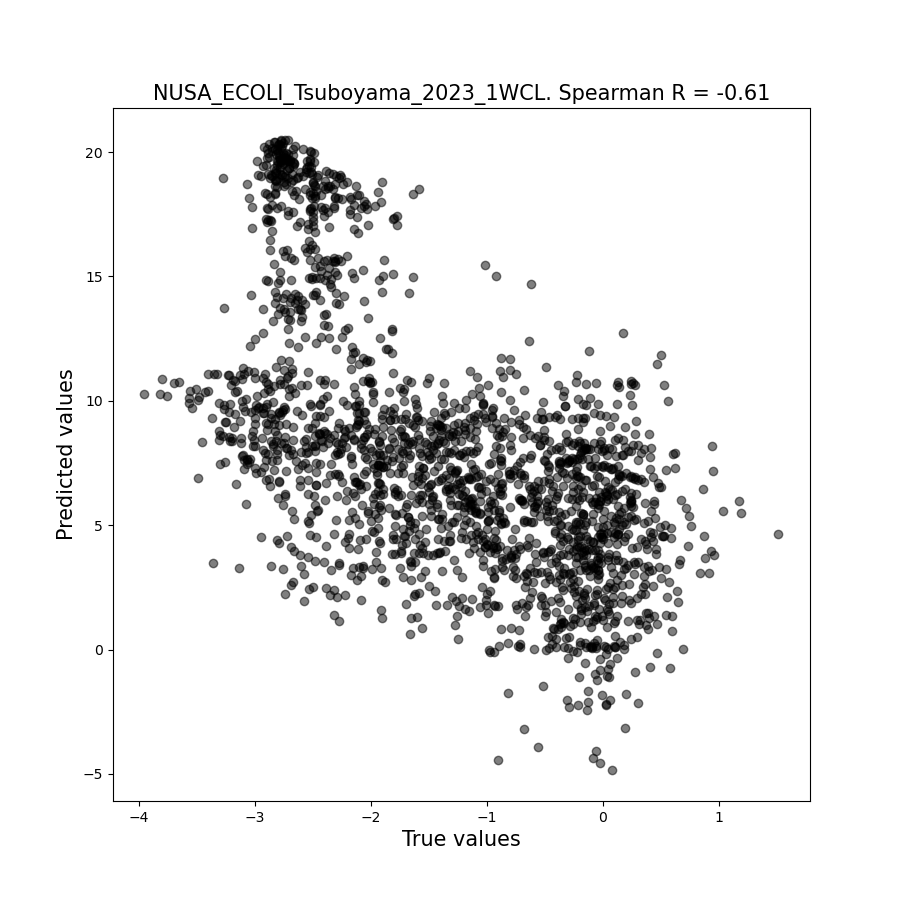 NUSA_ECOLI_Tsuboyama_2023_1WCL. Spearman R = -0.61
20
15
10
5
0
−5
Predicted values
−4 −3 −2 −1 0 1
True values